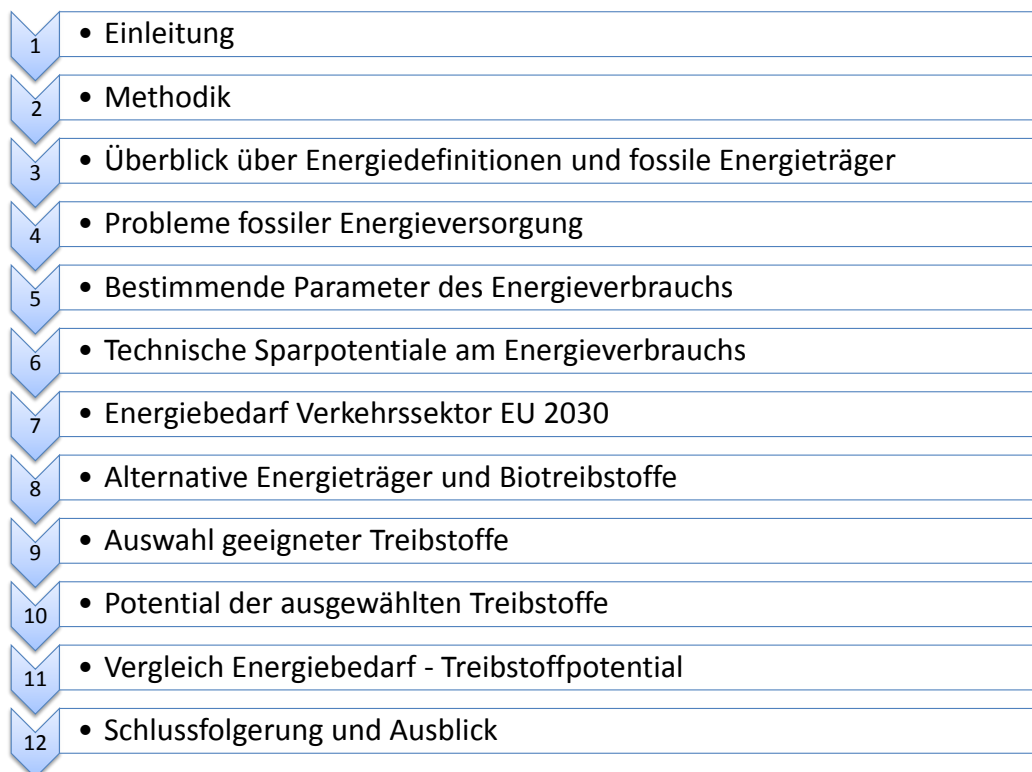 1 • Einleitung
2 • Methodik
3 • Überblick über Energiedefinitionen und fossile Energieträger
4 • Probleme fossiler Energieversorgung
5 • Bestimmende Parameter des Energieverbrauchs
6 • Technische Sparpotentiale am Energieverbrauchs
7 • Energiebedarf Verkehrssektor EU 2030
8 • Alternative Energieträger und Biotreibstoffe
9 • Auswahl geeigneter Treibstoffe
10 • Potential der ausgewählten Treibstoffe
11 • Vergleich Energiebedarf - Treibstoffpotential
12 • Schlussfolgerung und Ausblick